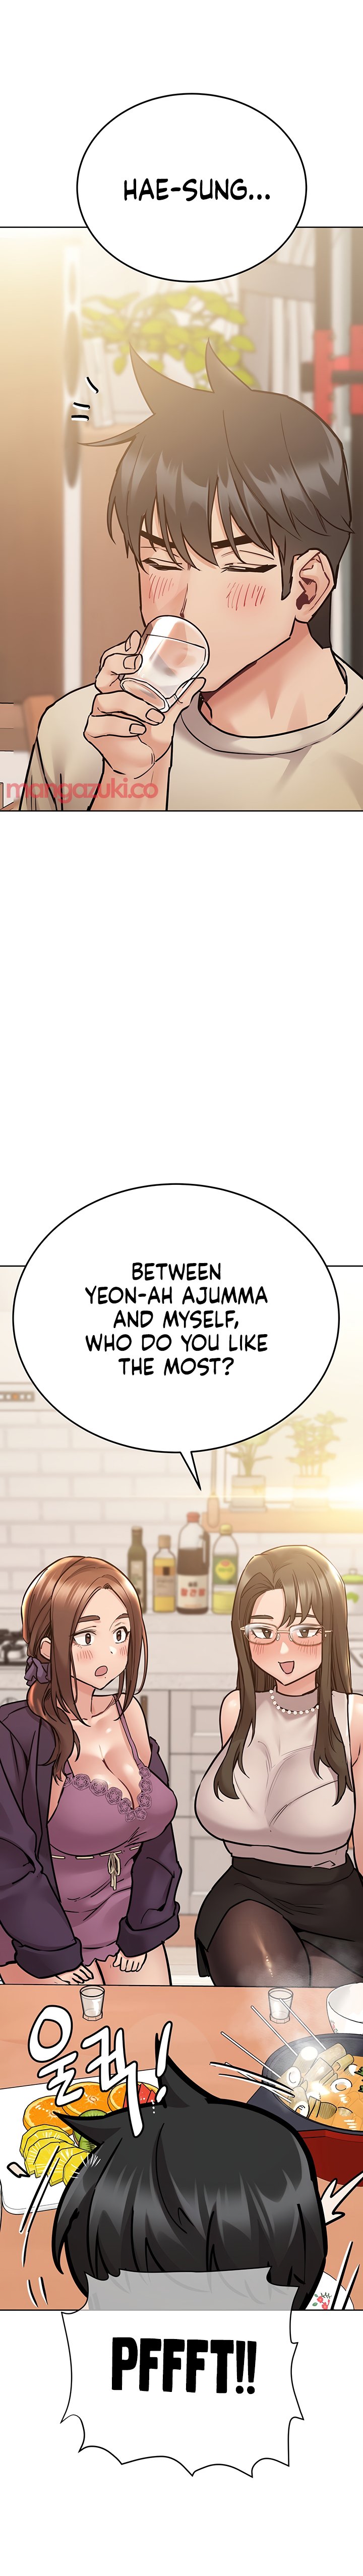 HAE-SUNG...
mangazuki.co
BETWEEN
YEON-AH AJUMMA
AND MYSELF,
WHO DO YOU LIKE
THE MOST?
울컥!
PFFFT!!